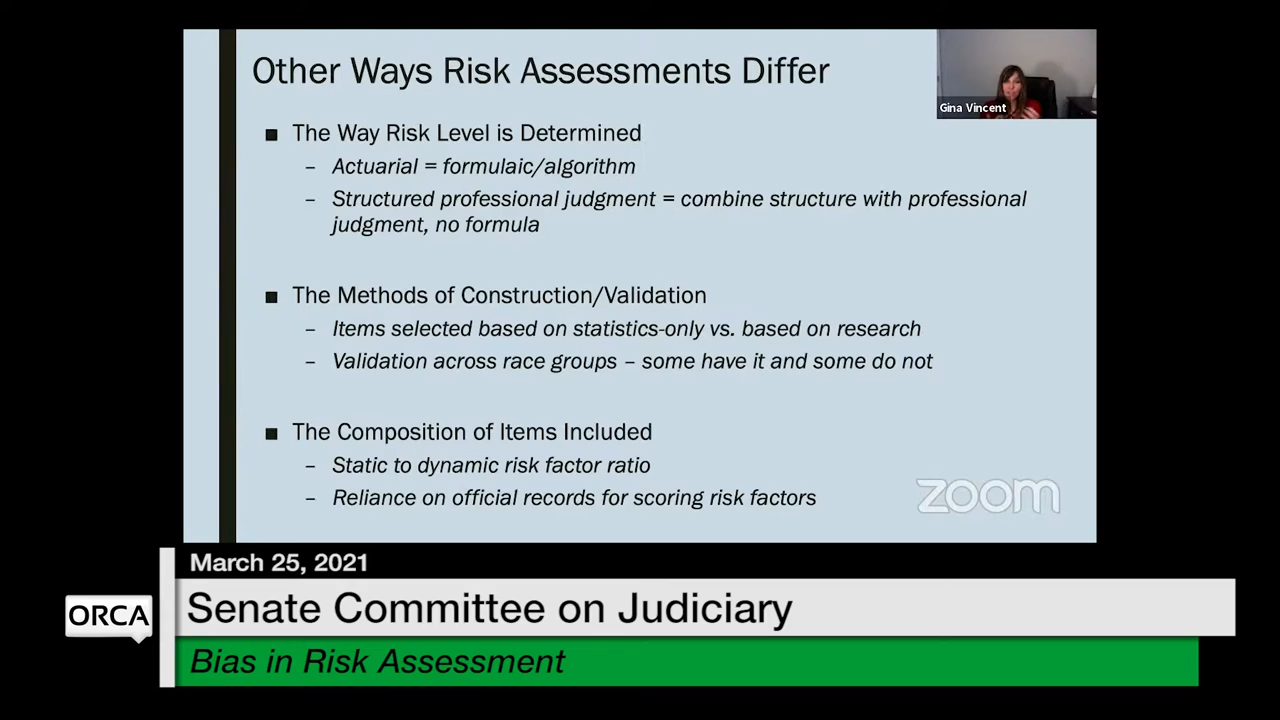 Other Ways Risk Assessments Differ
Gina Vincent
■ The Way Risk Level is Determined
– Actuarial = formulaic/algorithm
– Structured professional judgment = combine structure with professional
judgment, no formula
■ The Methods of Construction/Validation
– Items selected based on statistics-only vs. based on research
– Validation across race groups – some have it and some do not
■ The Composition of Items Included
– Static to dynamic risk factor ratio
– Reliance on official records for scoring risk factors
zoom
March 25, 2021
ORCA
Senate Committee on Judiciary
Bias in Risk Assessment